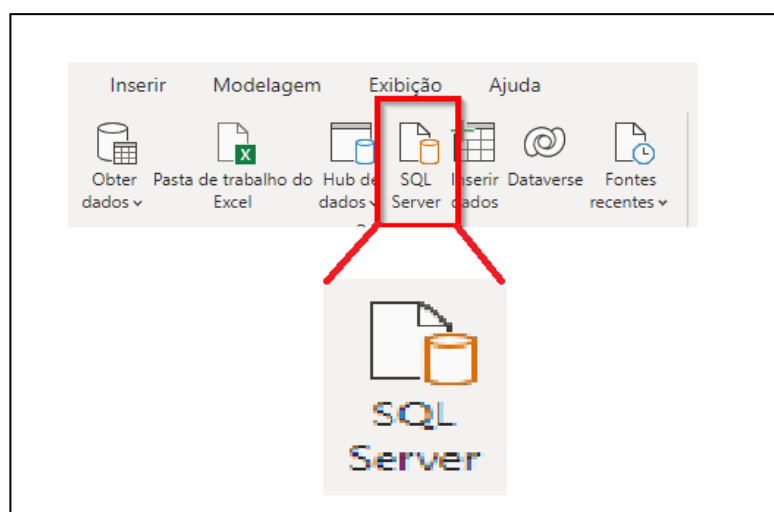 Inserir Modelagem Exibição Ajuda
Obter Pasta de trabalho do Hub de SQL Inserir Dataverse Fontes
dados Excel dados Server dados recentes
SQL
Server